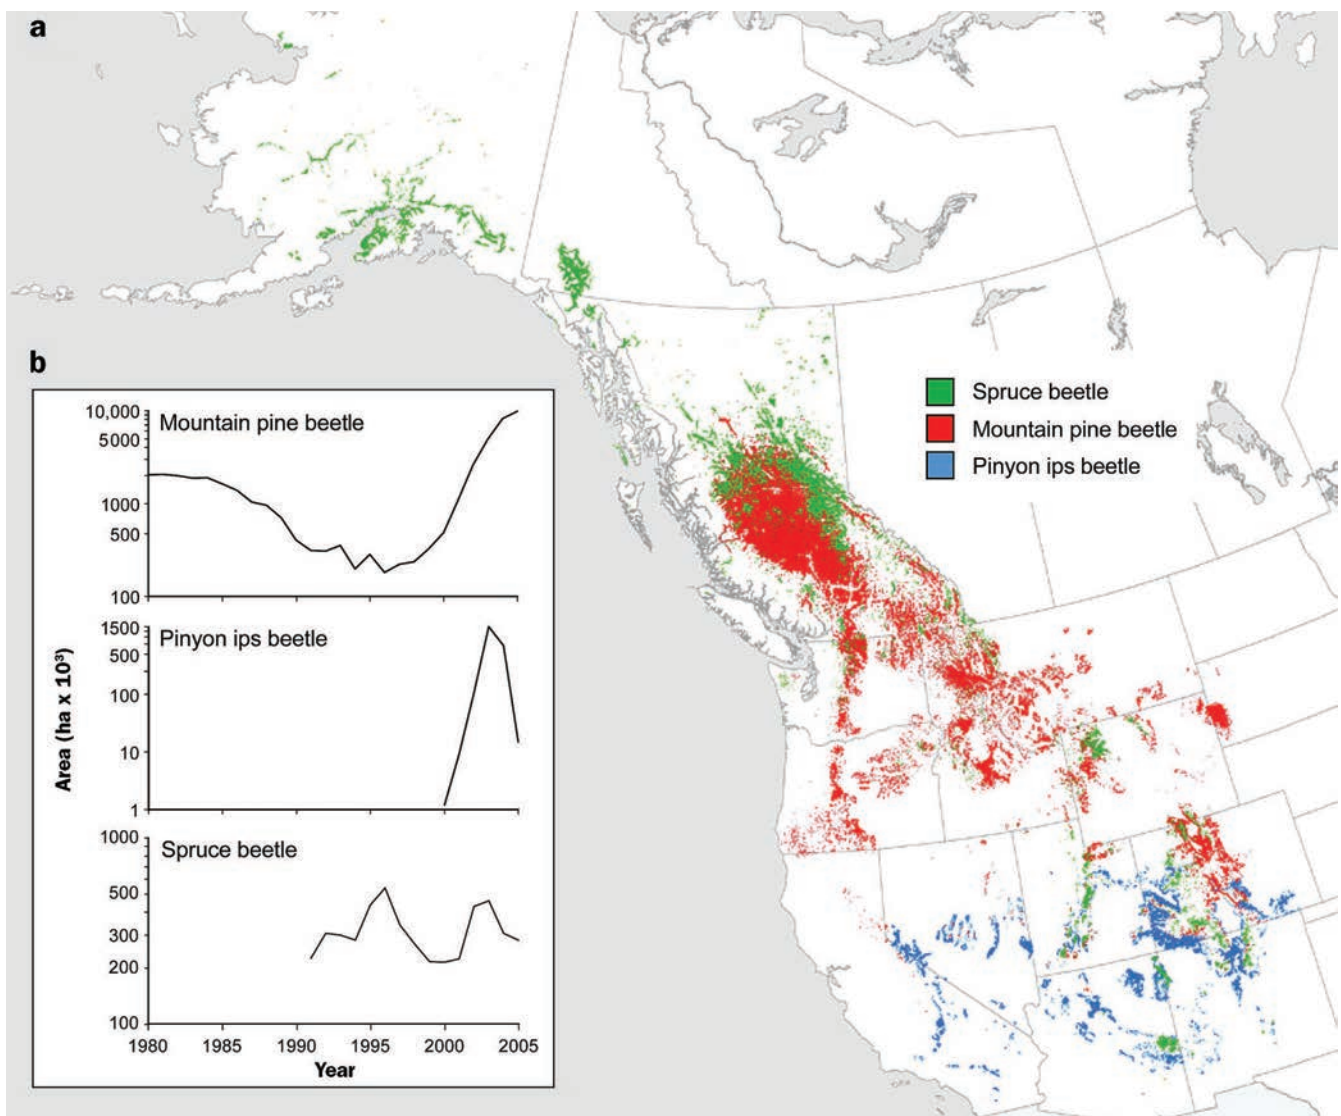 a
Spruce beetle
Mountain pine beetle
Pinyon ips beetle
b
Mountain pine beetle
10,000
5000
1000
500
100
Pinyon ips beetle
1500
500
100
10
1
Spruce beetle
1000
500
300
200
100
Area (ha x 10³)
1980 1985 1990 1995 2000 2005
Year